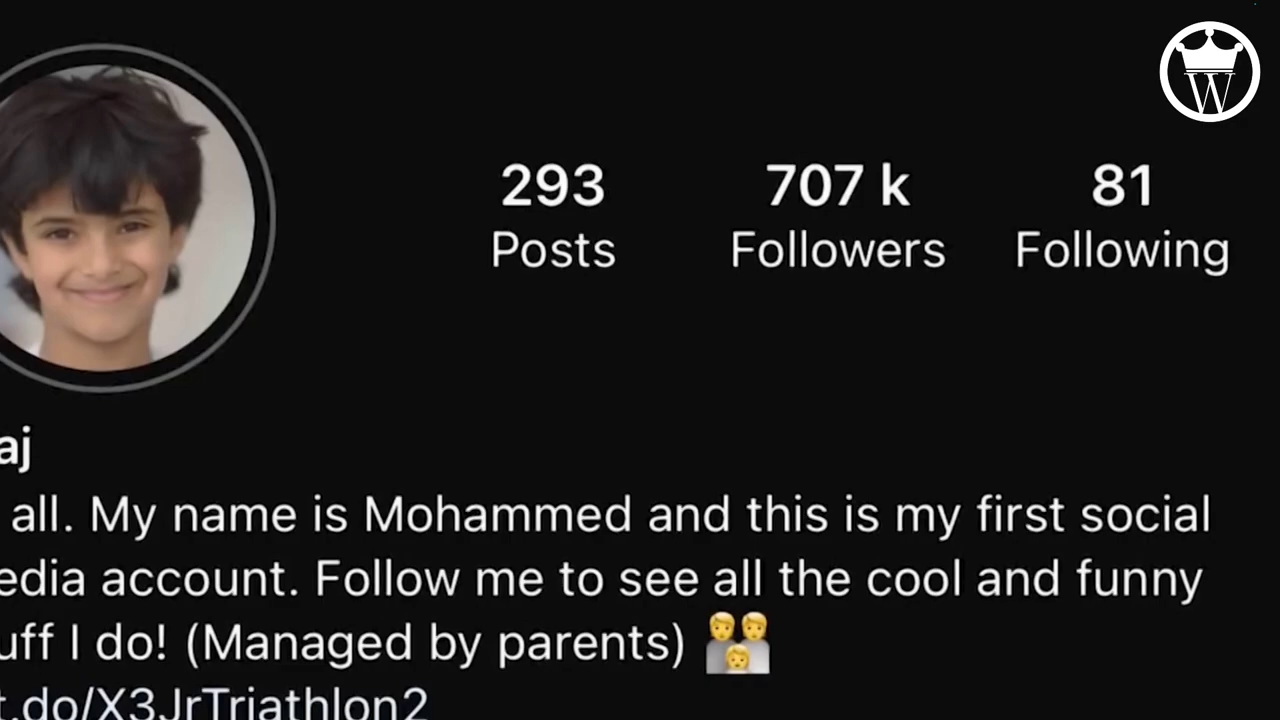 W
293 707 k 81
Posts Followers Following
aj
all. My name is Mohammed and this is my first social
edia account. Follow me to see all the cool and funny
uff I do! (Managed by parents)
t.do/X3JrTriathlon2